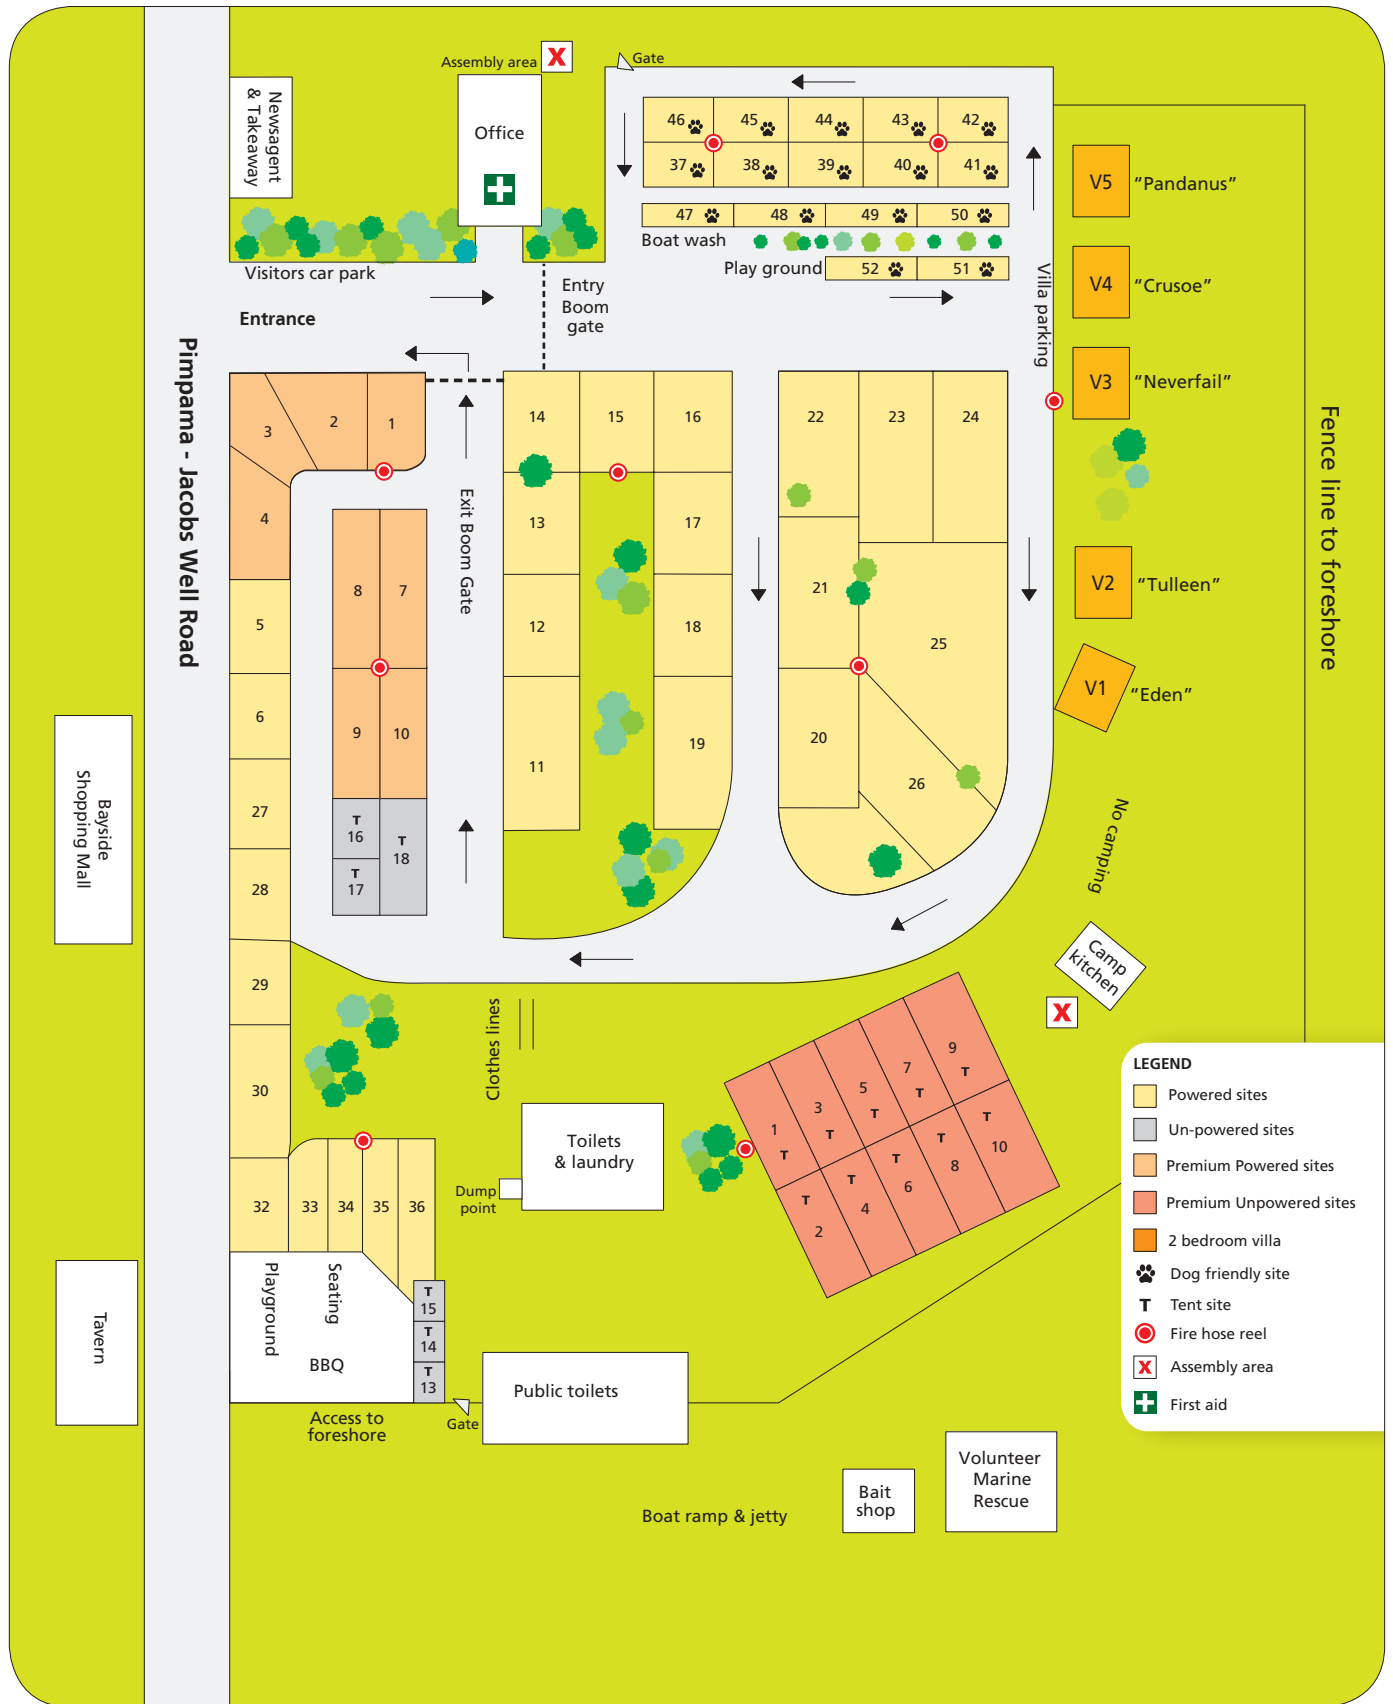 Assembly area
X
Gate
Newsagent
& Takeaway
Office
46
45
44
43
42
37
38
39
40
41
47
48
49
50
Boat wash
Play ground
52
51
Visitors car park
Entrance
Entry
Boom
gate
Villa parking
V5
"Pandanus"
V4
"Crusoe"
V3
"Neverfail"
V2
"Tulleen"
V1
"Eden"
Fence line to foreshore
Pimpama - Jacobs Well Road
3
2
1
4
5
6
27
28
29
30
8
7
9
10
T
16
T
17
T
18
Exit Boom Gate
14
15
16
13
17
12
18
11
19
22
23
24
21
25
20
26
No camping
Camp
kitchen
X
Bayside
Shopping Mall
Tavern
Clothes lines
Toilets
& laundry
Dump
point
1
T
3
T
5
T
7
T
9
T
T
2
T
4
T
6
T
8
T
10
32
33
34
35
36
Playground
Seating
BBQ
T
15
T
14
T
13
Access to
foreshore
Gate
Public toilets
Boat ramp & jetty
Bait
shop
Volunteer
Marine
Rescue
LEGEND
Powered sites
Un-powered sites
Premium Powered sites
Premium Unpowered sites
2 bedroom villa
Dog friendly site
T Tent site
Fire hose reel
X Assembly area
First aid